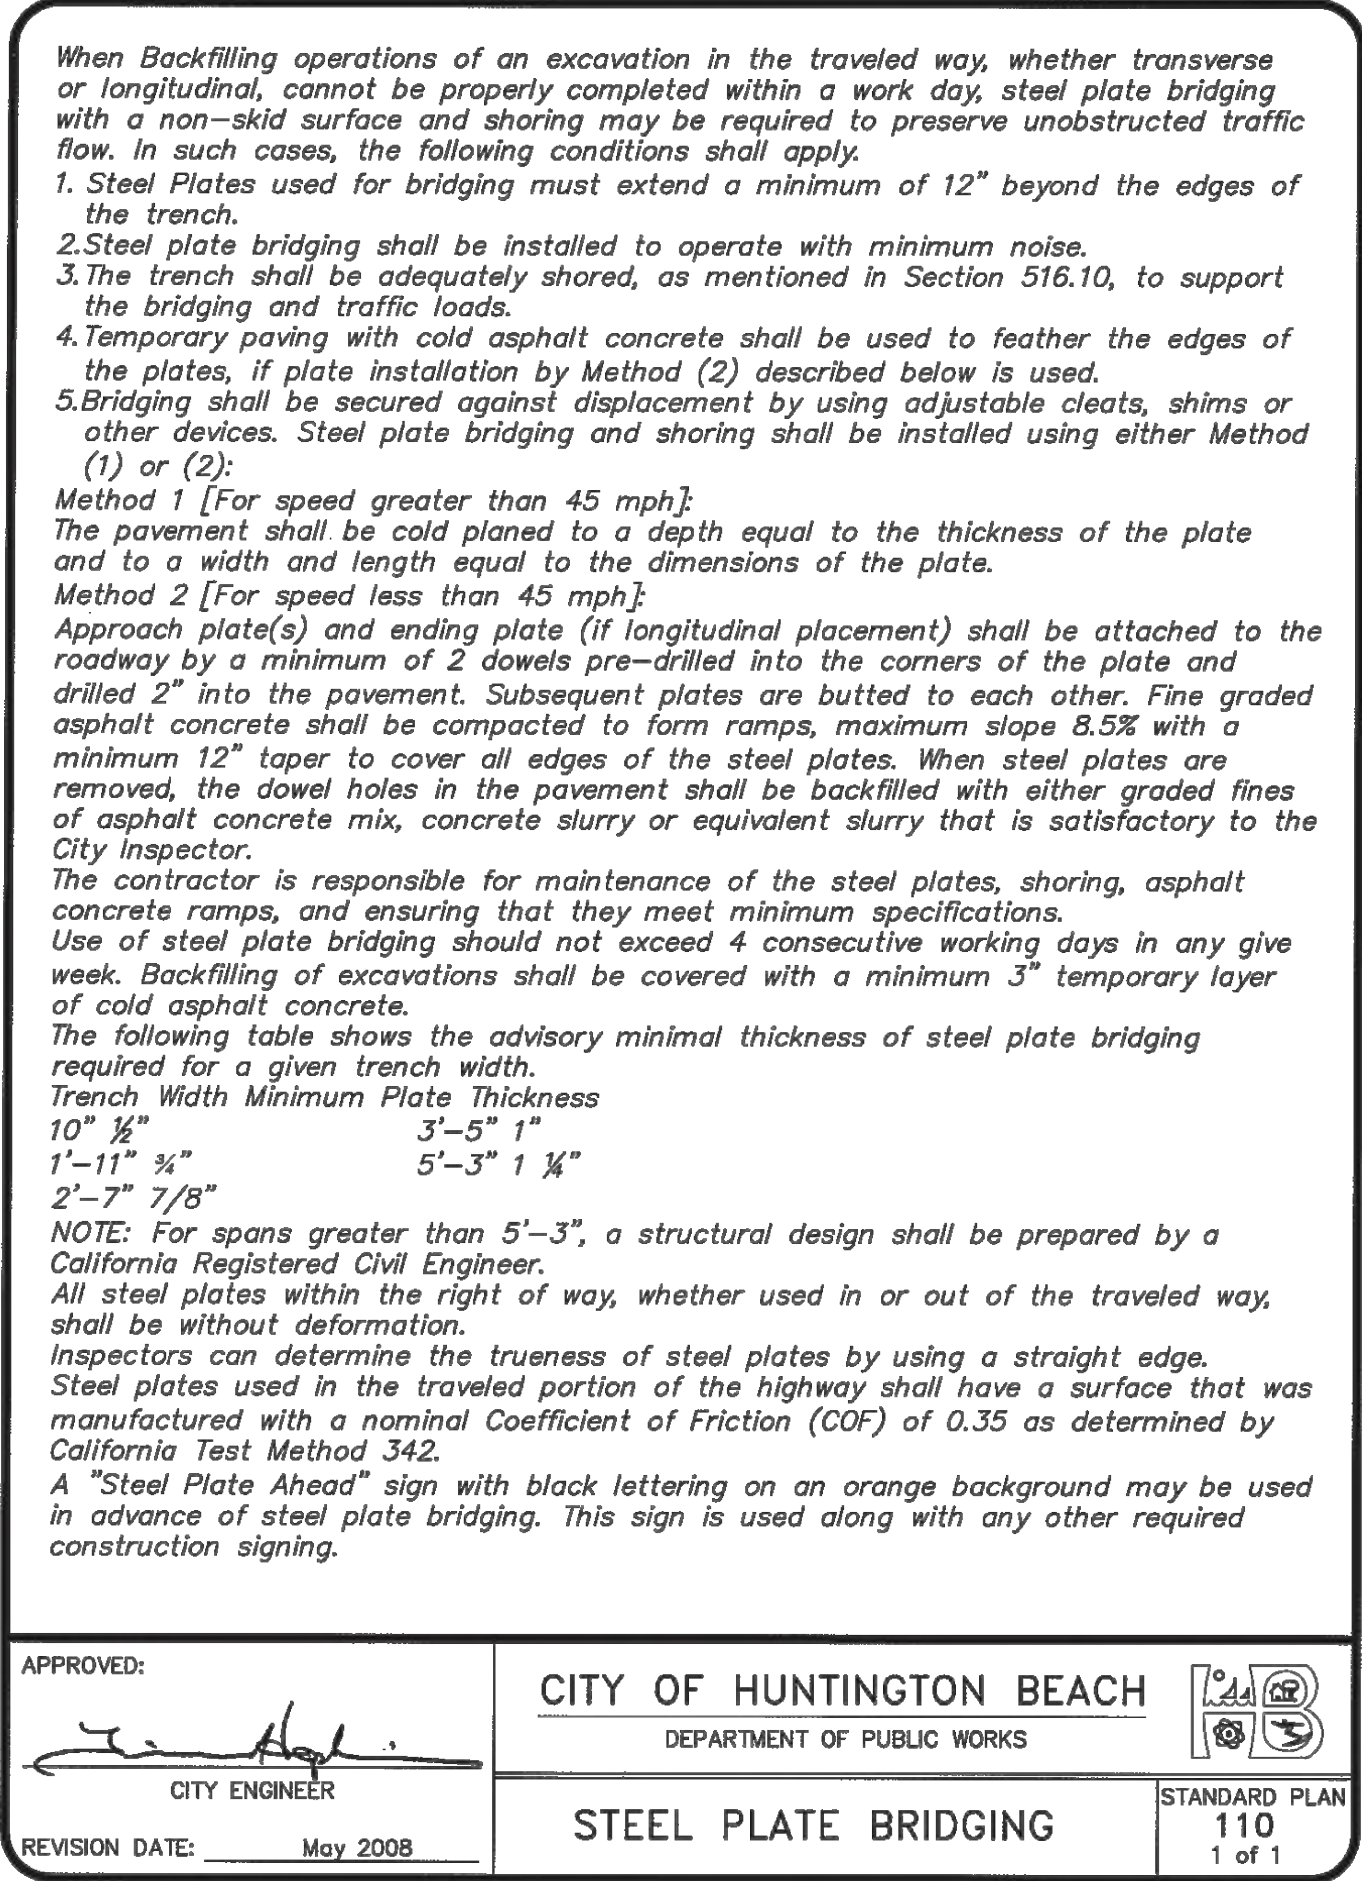 When Backfilling operations of an excavation in the traveled way, whether transverse
or longitudinal, cannot be properly completed within a work day, steel plate bridging
with a non-skid surface and shoring may be required to preserve unobstructed traffic
flow. In such cases, the following conditions shall apply.
1. Steel Plates used for bridging must extend a minimum of 12" beyond the edges of
the trench.
2.Steel plate bridging shall be installed to operate with minimum noise.
3.The trench shall be adequately shored, as mentioned in Section 516.10, to support
the bridging and traffic loads.
4.Temporary paving with cold asphalt concrete shall be used to feather the edges of
the plates, if plate installation by Method (2) described below is used.
5.Bridging shall be secured against displacement by using adjustable cleats, shims or
other devices. Steel plate bridging and shoring shall be installed using either Method
(1) or (2):
Method 1 [For speed greater than 45 mph]:
The pavement shall be cold planed to a depth equal to the thickness of the plate
and to a width and length equal to the dimensions of the plate.
Method 2 [For speed less than 45 mph]:
Approach plate(s) and ending plate (if longitudinal placement) shall be attached to the
roadway by a minimum of 2 dowels pre-drilled into the corners of the plate and
drilled 2" into the pavement. Subsequent plates are butted to each other. Fine graded
asphalt concrete shall be compacted to form ramps, maximum slope 8.5% with a
minimum 12" taper to cover all edges of the steel plates. When steel plates are
removed, the dowel holes in the pavement shall be backfilled with either graded fines
of asphalt concrete mix, concrete slurry or equivalent slurry that is satisfactory to the
City Inspector.
The contractor is responsible for maintenance of the steel plates, shoring, asphalt
concrete ramps, and ensuring that they meet minimum specifications.
Use of steel plate bridging should not exceed 4 consecutive working days in any give
week. Backfilling of excavations shall be covered with a minimum 3" temporary layer
of cold asphalt concrete.
The following table shows the advisory minimal thickness of steel plate bridging
required for a given trench width.
Trench Width Minimum Plate Thickness
10" ½" 3'-5" 1"
1'-11" ¾" 5'-3" 1 ¼"
2'-7" 7/8"
NOTE: For spans greater than 5'-3", a structural design shall be prepared by a
California Registered Civil Engineer.
All steel plates within the right of way, whether used in or out of the traveled way,
shall be without deformation.
Inspectors can determine the trueness of steel plates by using a straight edge.
Steel plates used in the traveled portion of the highway shall have a surface that was
manufactured with a nominal Coefficient of Friction (COF) of 0.35 as determined by
California Test Method 342.
A "Steel Plate Ahead" sign with black lettering on an orange background may be used
in advance of steel plate bridging. This sign is used along with any other required
construction signing.
APPROVED:
CITY ENGINEER
REVISION DATE: May 2008
CITY OF HUNTINGTON BEACH
DEPARTMENT OF PUBLIC WORKS
HB
STEEL PLATE BRIDGING
STANDARD PLAN
110
1 of 1